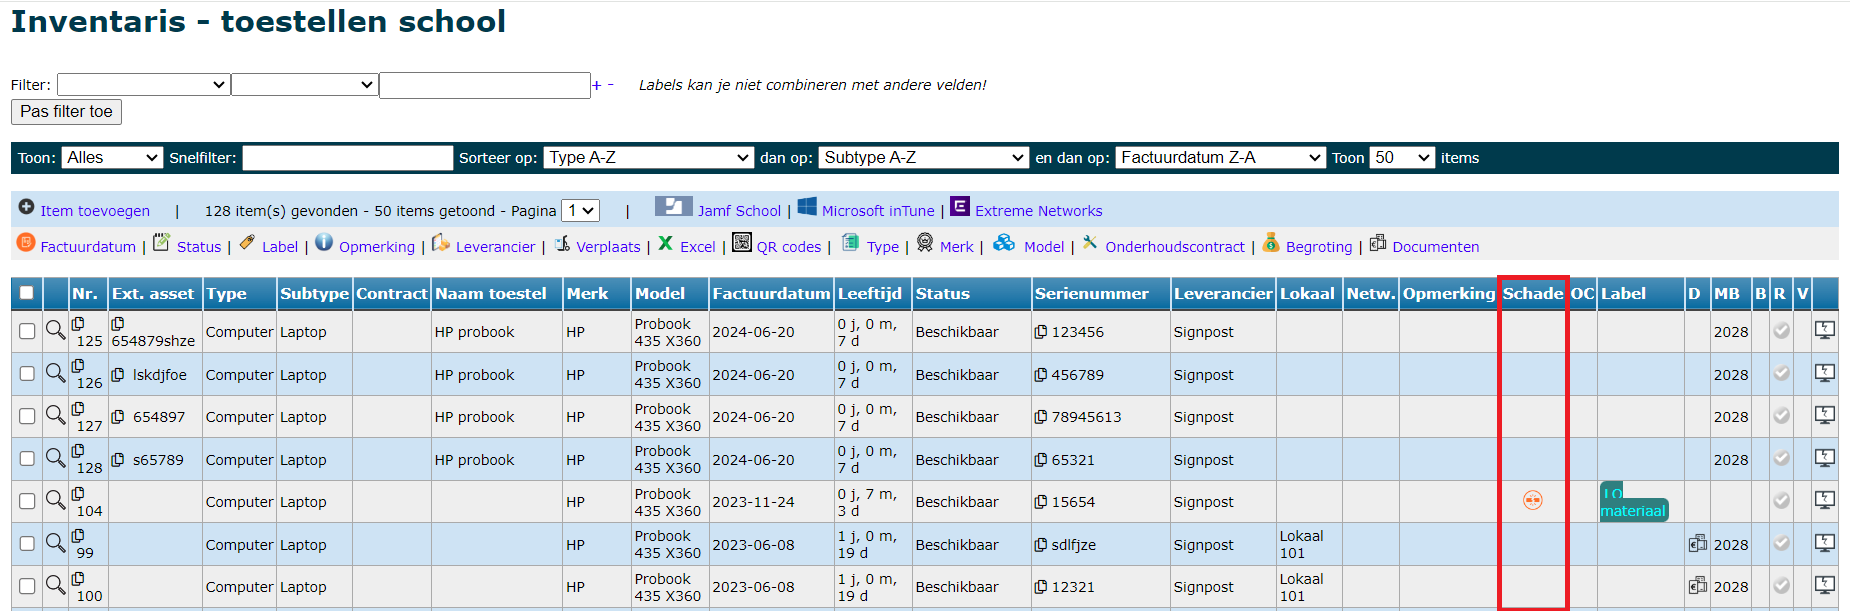 Inventaris - toestellen school
Filter: + - Labels kan je niet combineren met andere velden!
Pas filter toe
Toon: Alles Snelfilter: Sorteer op: Type A-Z dan op: Subtype A-Z en dan op: Factuurdatum Z-A Toon 50 items
Item toevoegen | 128 item(s) gevonden - 50 items getoond - Pagina 1 | Jamf School | Microsoft inTune | Extreme Networks
Factuurdatum | Status | Label | Opmerking | Leverancier | Verplaats | Excel | QR codes | Type | Merk | Model | Onderhoudscontract | Begroting | Documenten
Nr. Ext. asset Type Subtype Contract Naam toestel Merk Model Factuurdatum Leeftijd Status Serienummer Leverancier Lokaal Netw. Opmerking Schade OC Label D MB B R V
125 654879shze Computer Laptop HP probook HP Probook 435 X360 2024-06-20 0 j, 0 m, 7 d Beschikbaar 123456 Signpost 2028
126 lskdjfoe Computer Laptop HP probook HP Probook 435 X360 2024-06-20 0 j, 0 m, 7 d Beschikbaar 456789 Signpost 2028
127 654897 Computer Laptop HP probook HP Probook 435 X360 2024-06-20 0 j, 0 m, 7 d Beschikbaar 78945613 Signpost 2028
128 s65789 Computer Laptop HP probook HP Probook 435 X360 2024-06-20 0 j, 0 m, 7 d Beschikbaar 65321 Signpost 2028
104 Computer Laptop HP Probook 435 X360 2023-11-24 0 j, 7 m, 3 d Beschikbaar 15654 Signpost LO materiaal
99 Computer Laptop HP Probook 435 X360 2023-06-08 1 j, 0 m, 19 d Beschikbaar sdlfjze Signpost Lokaal 101 2028
100 Computer Laptop HP Probook 435 X360 2023-06-08 1 j, 0 m, 19 d Beschikbaar 12321 Signpost Lokaal 103 2028